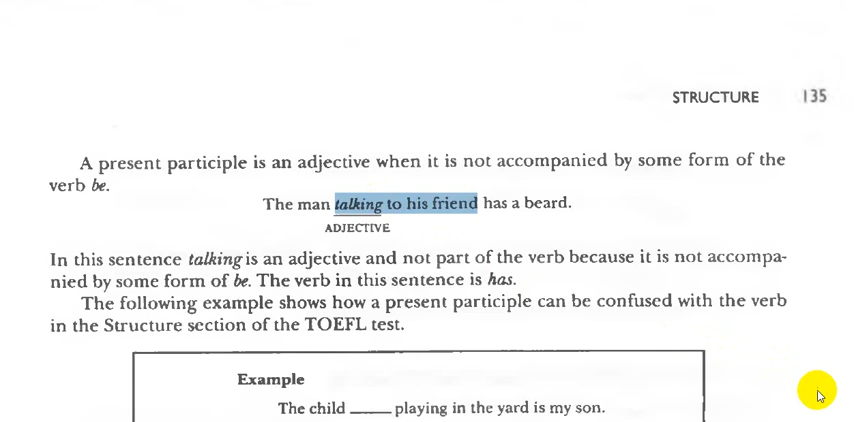 STRUCTURE 135
A present participle is an adjective when it is not accompanied by some form of the
verb be.
The man talking to his friend has a beard.
ADJECTIVE
In this sentence talking is an adjective and not part of the verb because it is not accompa-
nied by some form of be. The verb in this sentence is has.
The following example shows how a present participle can be confused with the verb
in the Structure section of the TOEFL test.
Example
The child ____ playing in the yard is my son.